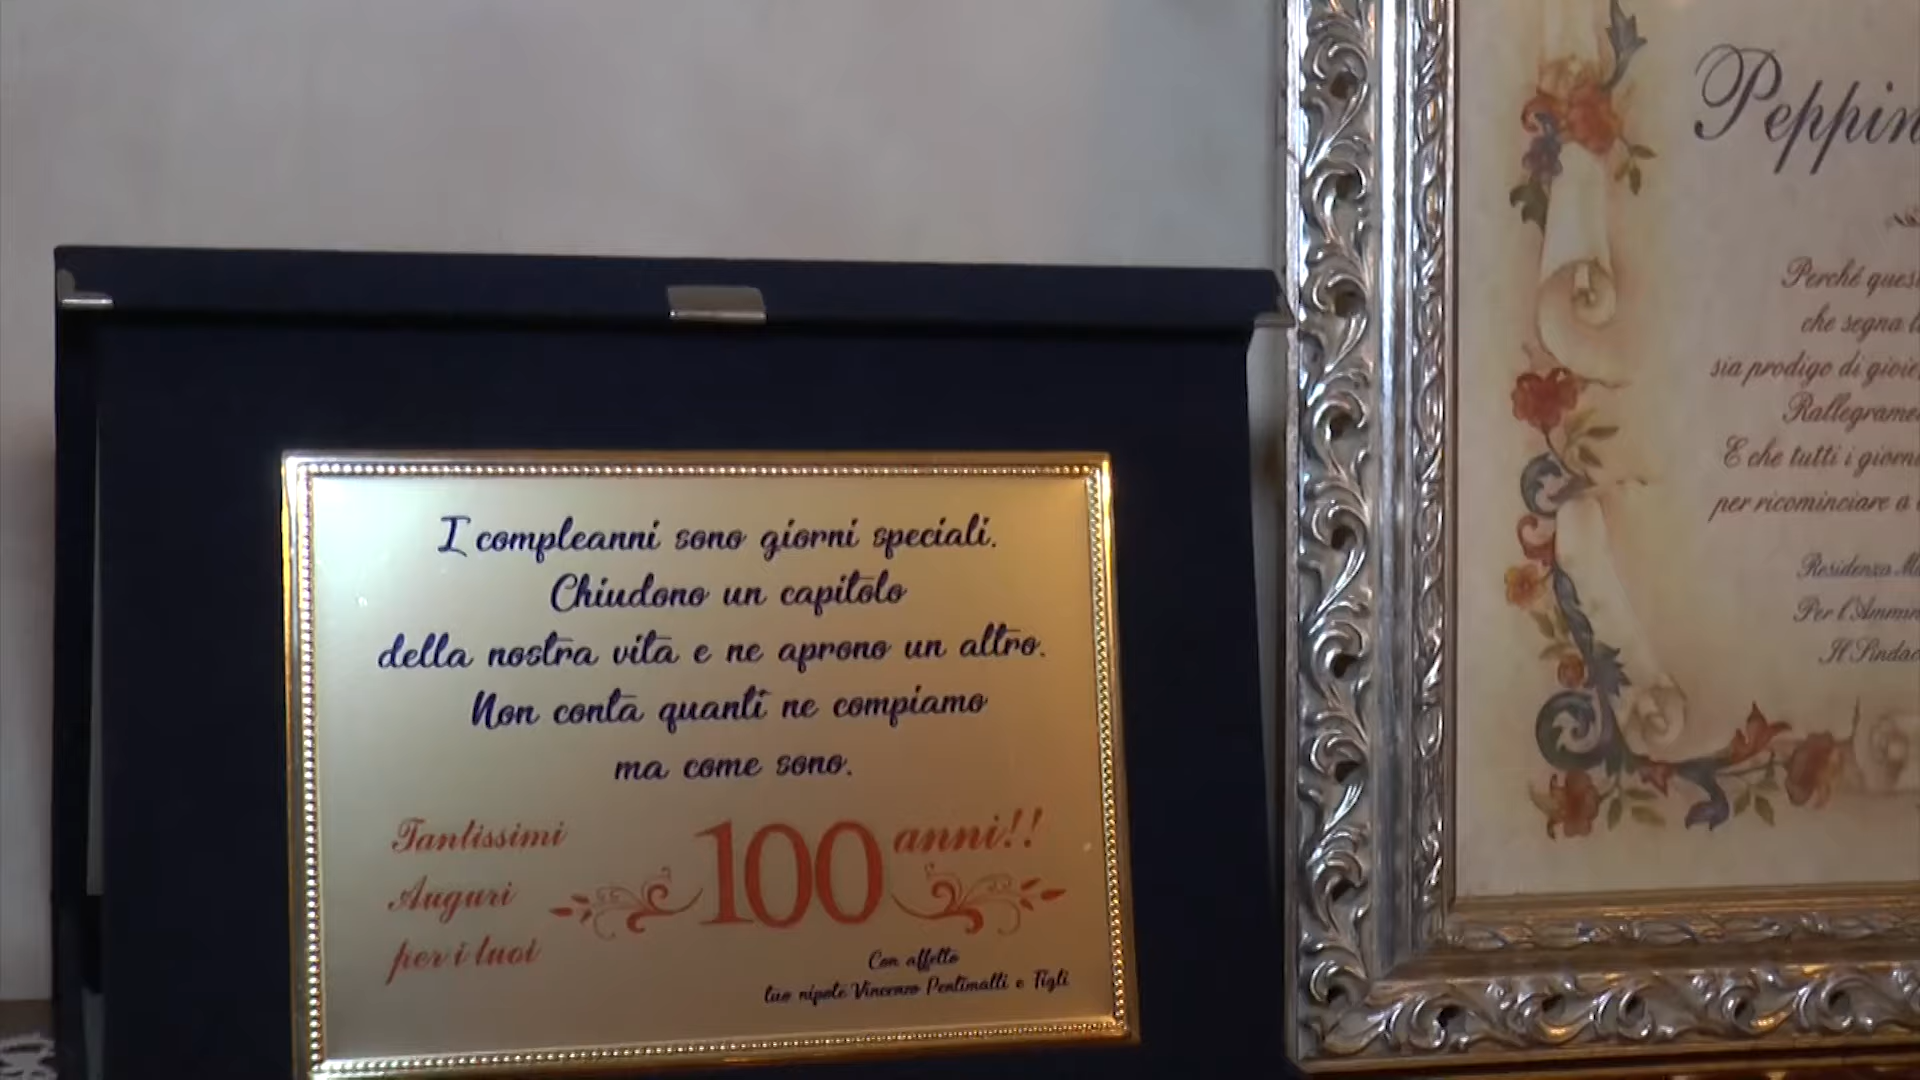 I compleanni sono giorni speciali.
Chiudono un capitolo
della nostra vita e ne aprono un altro.
Non conta quanti ne compiamo
ma come sono.
Tantissimi
Auguri
per i tuoi
100 anni!!
Con affetto
tuo nipote Vincenzo Pentimalli e Figli
Peppin
Perché quest
che segna
sia prodigo di gioie
Rallegrame
E che tutti i giorni
per ricominciare a
Residenza
Per l'Ammin
Il Sindac